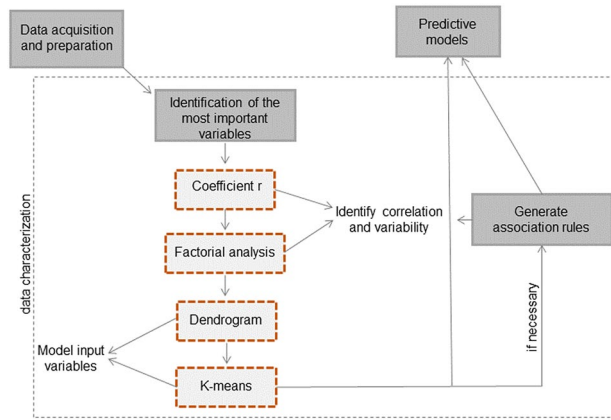 Data acquisition
and preparation
Predictive
models
Identification of the
most important
variables
Coefficient r
Identify correlation
and variability
Generate
association rules
Factorial analysis
data characterization
Dendrogram
if necessary
Model input
variables
K-means